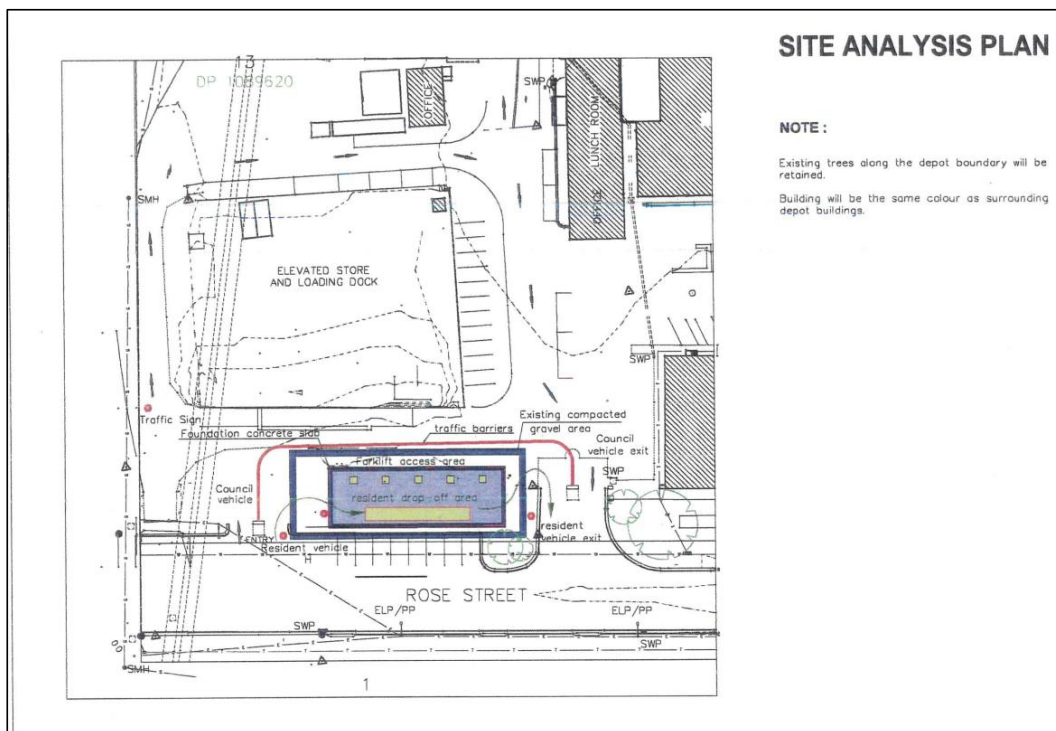 SITE ANALYSIS PLAN
NOTE :
Existing trees along the depot boundary will be
retained.
Building will be the same colour as surrounding
depot buildings.
13
DP 1089620
OFFICE
SWP
LUNCH ROOM
OFFICE
SMH
ELEVATED STORE
AND LOADING DOCK
SWP
Traffic Sign
Foundation concrete slab
traffic barriers
Existing compacted
gravel area
Council
vehicle exit
Forklift access area
SWP
Council
vehicle
resident drop-off area
ENTRY
Resident vehicle
resident
vehicle exit
H
ROSE STREET
ELP/PP
ELP/PP
SWP
SWP
SMH
1